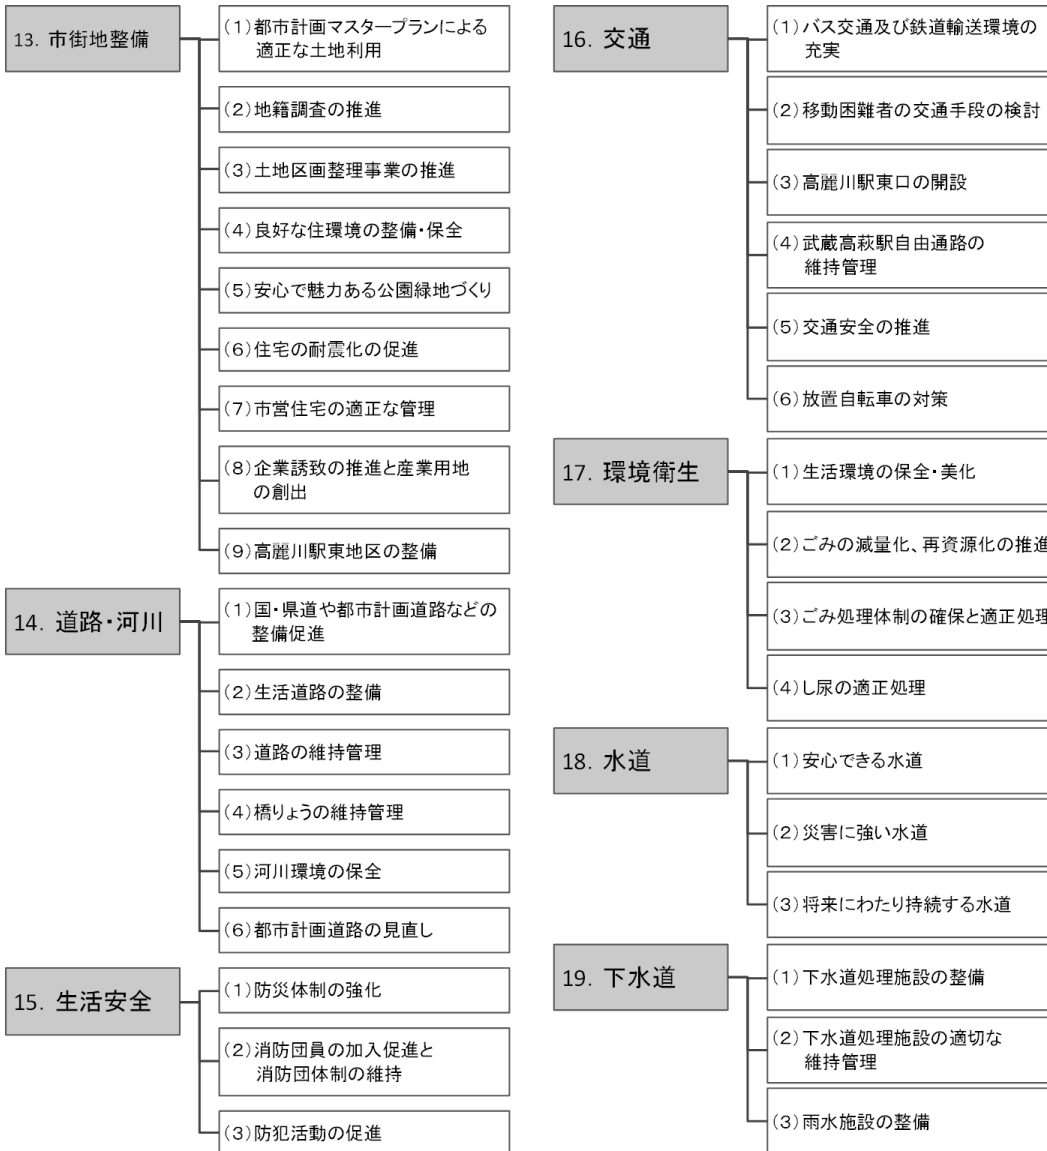 13. 市街地整備
(1)都市計画マスタープランによる
適正な土地利用
(2)地籍調査の推進
(3)土地区画整理事業の推進
(4)良好な住環境の整備・保全
(5)安心で魅力ある公園緑地づくり
(6)住宅の耐震化の促進
(7)市営住宅の適正な管理
(8)企業誘致の推進と産業用地
の創出
(9)高麗川駅東地区の整備
14. 道路・河川
(1)国・県道や都市計画道路などの
整備促進
(2)生活道路の整備
(3)道路の維持管理
(4)橋りょうの維持管理
(5)河川環境の保全
(6)都市計画道路の見直し
15. 生活安全
(1)防災体制の強化
(2)消防団員の加入促進と
消防団体制の維持
(3)防犯活動の促進
16. 交通
(1)バス交通及び鉄道輸送環境の
充実
(2)移動困難者の交通手段の検討
(3)高麗川駅東口の開設
(4)武蔵高萩駅自由通路の
維持管理
(5)交通安全の推進
(6)放置自転車の対策
17. 環境衛生
(1)生活環境の保全・美化
(2)ごみの減量化、再資源化の推進
(3)ごみ処理体制の確保と適正処理
(4)し尿の適正処理
18. 水道
(1)安心できる水道
(2)災害に強い水道
(3)将来にわたり持続する水道
19. 下水道
(1)下水道処理施設の整備
(2)下水道処理施設の適切な
維持管理
(3)雨水施設の整備